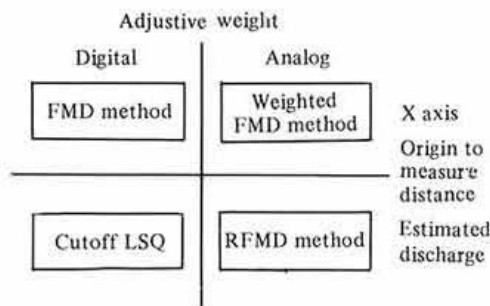 Adjustive weight
Digital
Analog
FMD method
Weighted
FMD method
X axis
Origin to
measure
distance
Cutoff LSQ
RFMD method
Estimated
discharge